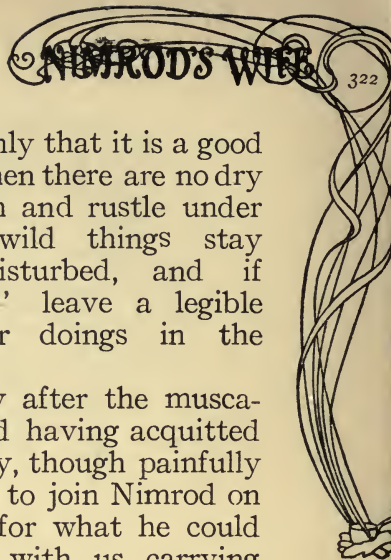 NIMROD'S WIFE
322
nly that it is a good
hen there are no dry
n and rustle under
wild things stay
isturbed, and if
' leave a legible
r doings in the
y after the musca-
d having acquitted
y, though painfully
to join Nimrod on
for what he could
with us carrying